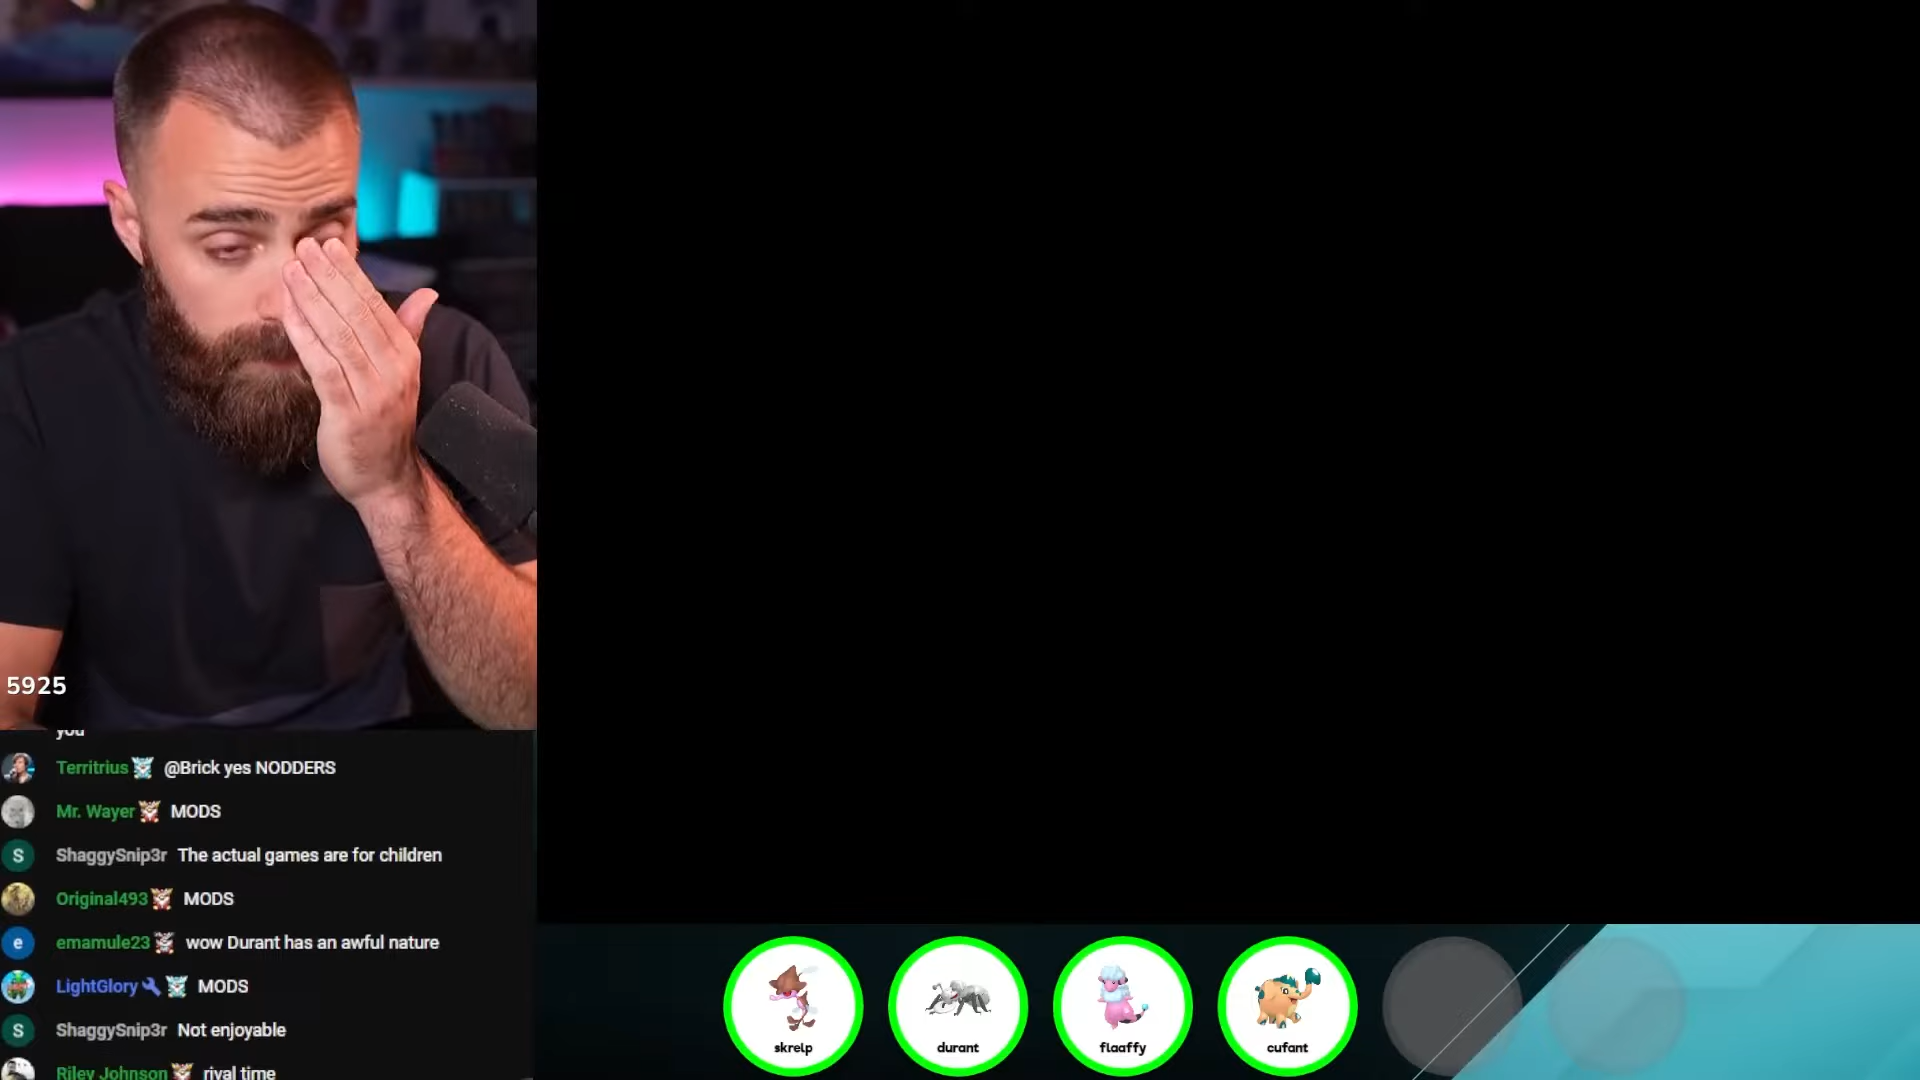 5925
you
Territrius @Brick yes NODDERS
Mr. Wayer MODS
S ShaggySnip3r The actual games are for children
Original493 MODS
e emamule23 wow Durant has an awful nature
LightGlory MODS
S ShaggySnip3r Not enjoyable
Riley Johnson rival time
skrelp
durant
flaaffy
cufant